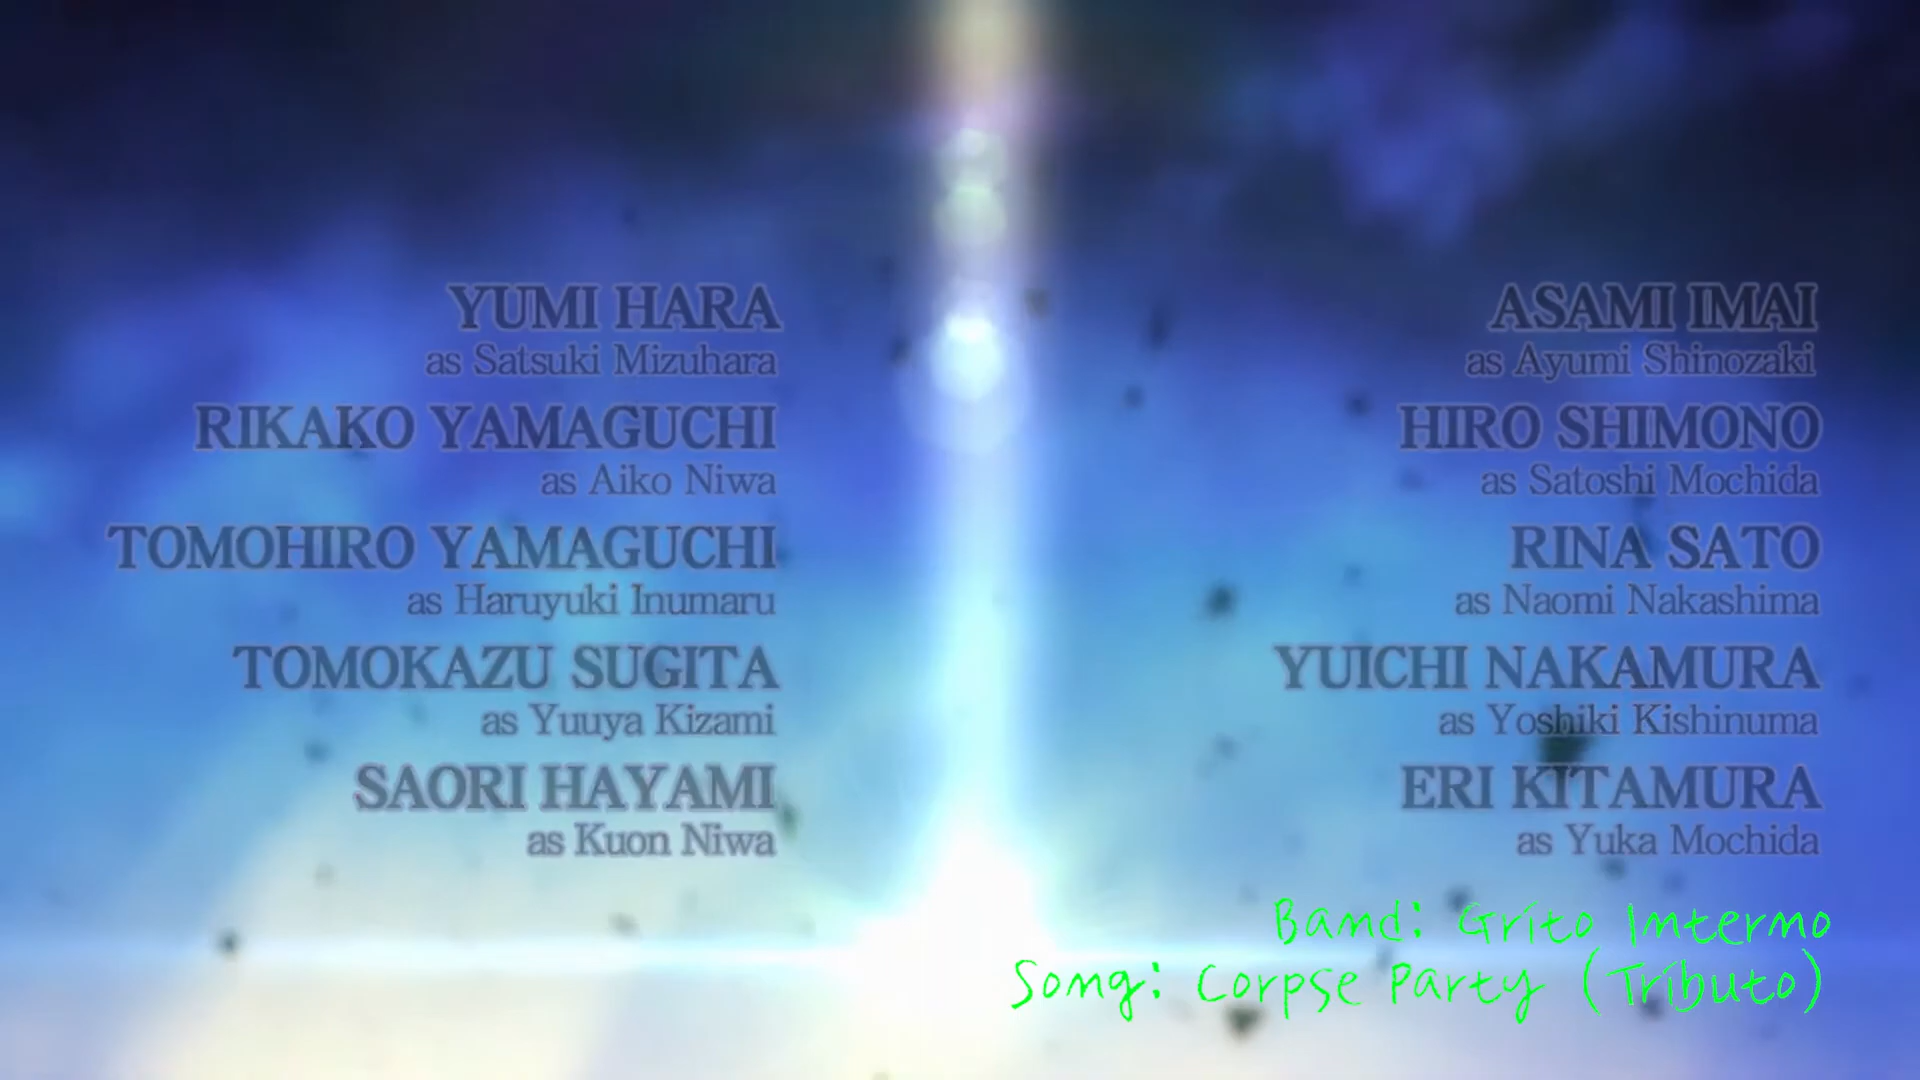 YUMI HARA
as Satsuki Mizuhara
RIKAKO YAMAGUCHI
as Aiko Niwa
TOMOHIRO YAMAGUCHI
as Haruyuki Inumaru
TOMOKAZU SUGITA
as Yuuya Kizami
SAORI HAYAMI
as Kuon Niwa
ASAMI IMAI
as Ayumi Shinozaki
HIRO SHIMONO
as Satoshi Mochida
RINA SATO
as Naomi Nakashima
YUICHI NAKAMURA
as Yoshiki Kishinuma
ERI KITAMURA
as Yuka Mochida
Band: Grito Interno
Song: Corpse Party (Tributo)